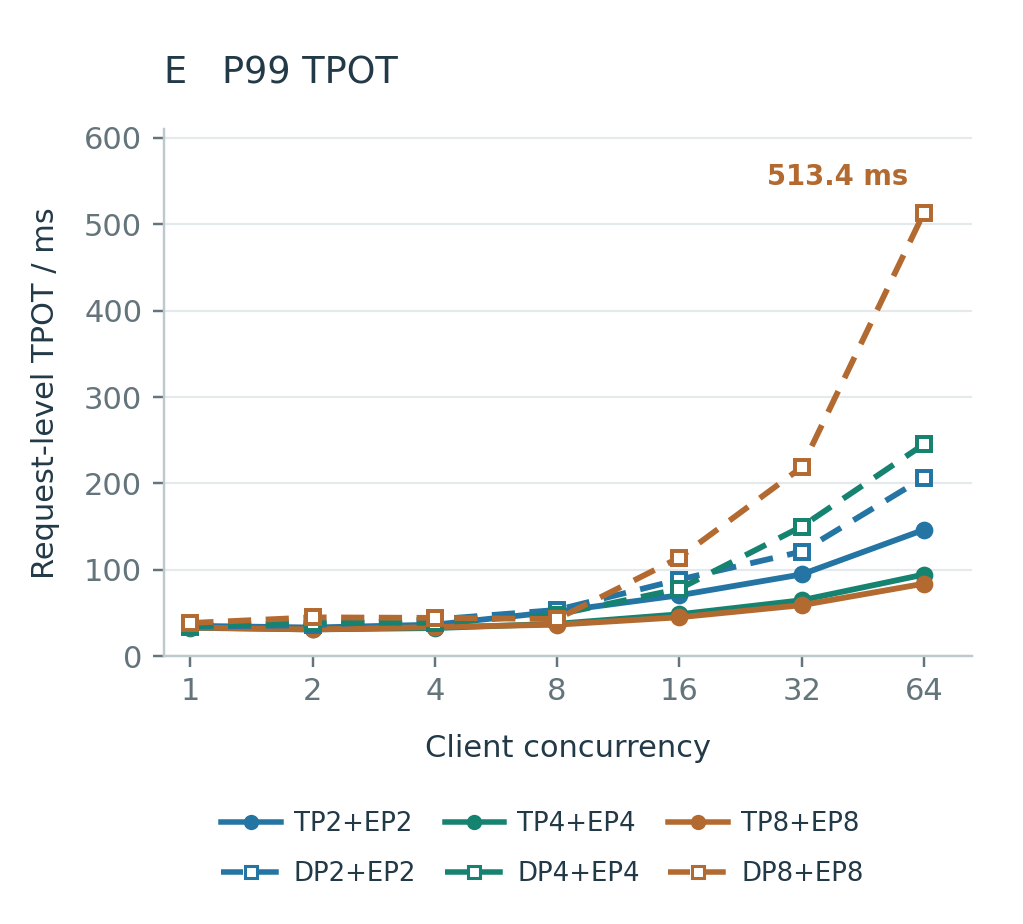 E P99 TPOT
600
513.4 ms
500
400
300
200
100
0
Request-level TPOT / ms
1 2 4 8 16 32 64
Client concurrency
TP2+EP2 TP4+EP4 TP8+EP8
DP2+EP2 DP4+EP4 DP8+EP8